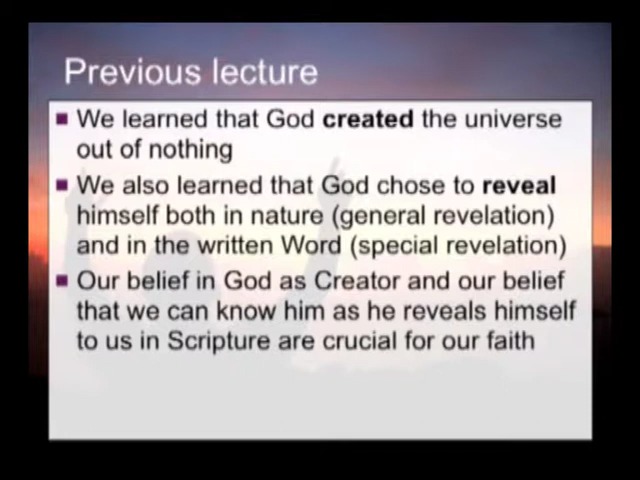 Previous lecture
We learned that God created the universe
out of nothing
We also learned that God chose to reveal
himself both in nature (general revelation)
and in the written Word (special revelation)
Our belief in God as Creator and our belief
that we can know him as he reveals himself
to us in Scripture are crucial for our faith